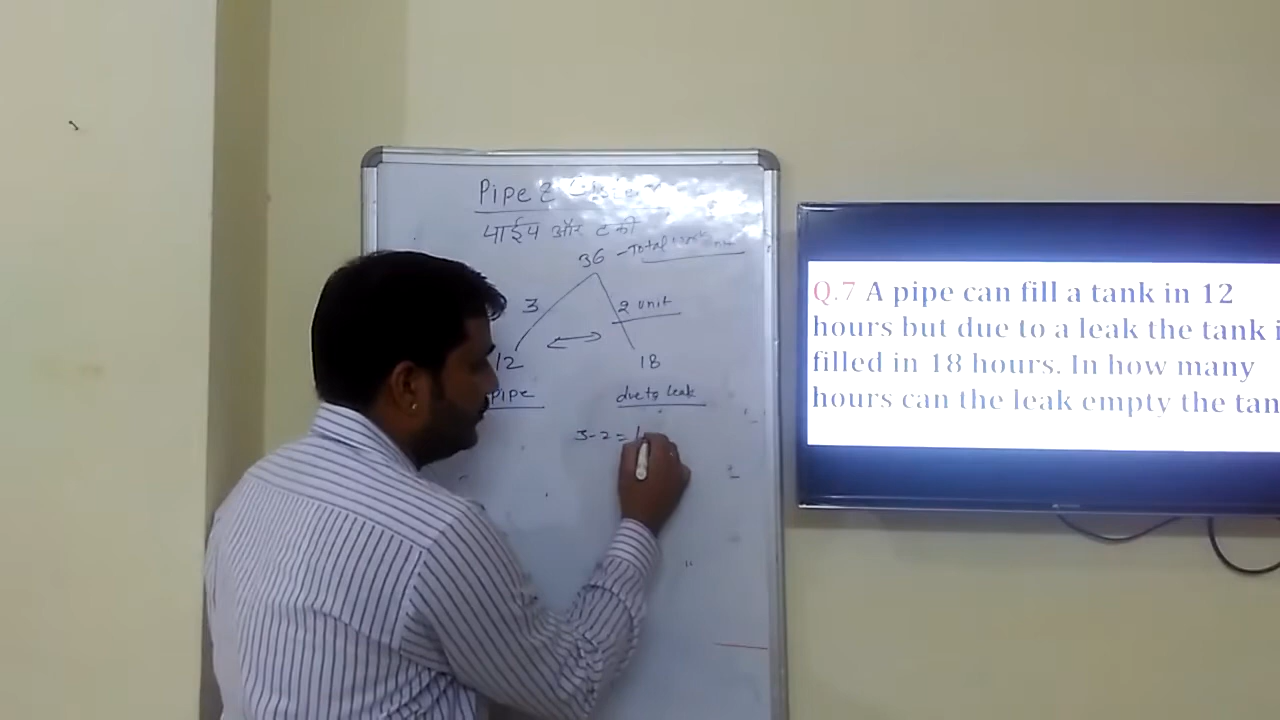 Pipe &
पाईप और टंकी
36 - Total work
3
2 unit
12
18
pipe
due to leak
3-2=1
Q.7 A pipe can fill a tank in 12
hours but due to a leak the tank i
filled in 18 hours. In how many
hours can the leak empty the tan